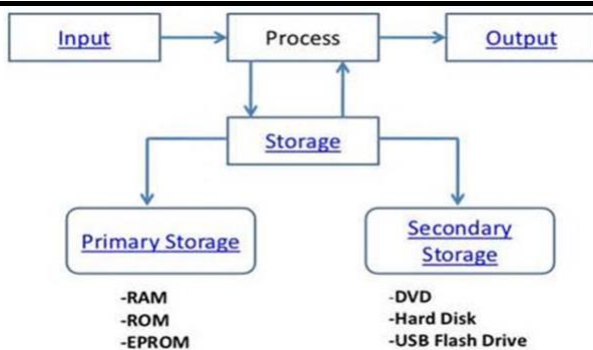 Input
Process
Output
Storage
Primary Storage
Secondary
Storage
-RAM
-ROM
-EPROM
-DVD
-Hard Disk
-USB Flash Drive